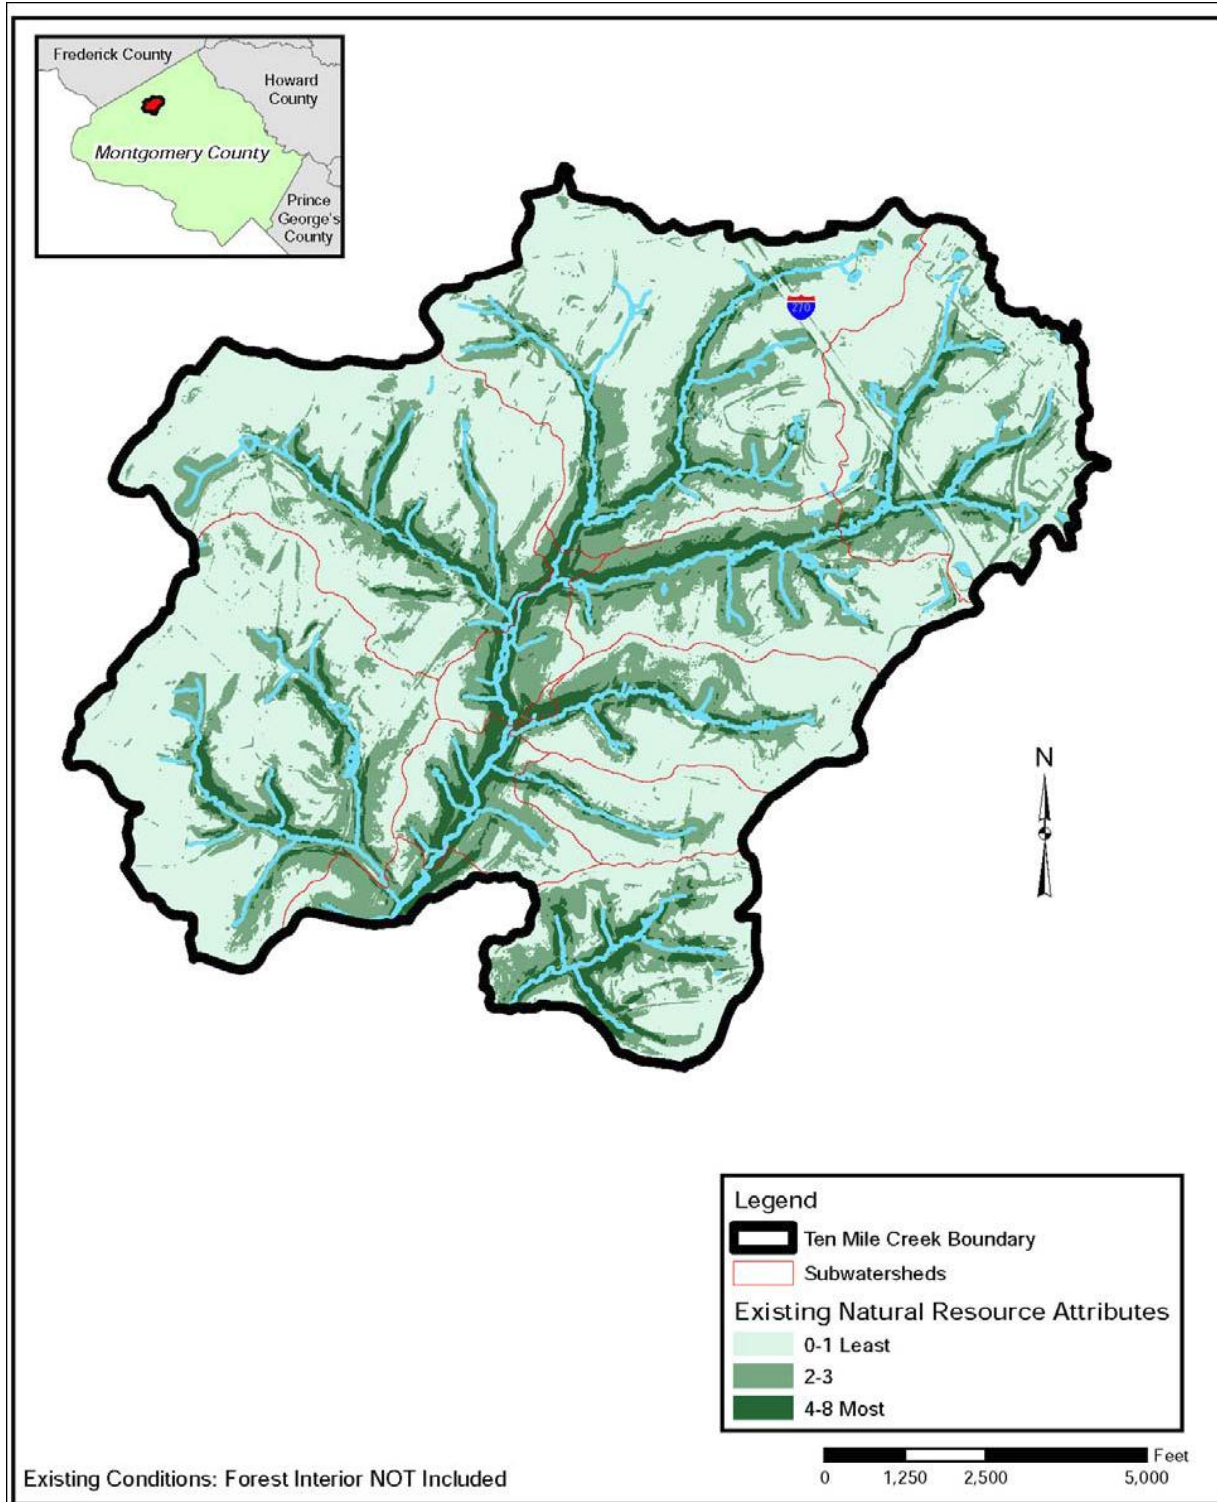 Frederick County
Howard
County
Montgomery County
Prince
George's
County
270
N
Legend
Ten Mile Creek Boundary
Subwatersheds
Existing Natural Resource Attributes
0-1 Least
2-3
4-8 Most
Feet
0 1,250 2,500 5,000
Existing Conditions: Forest Interior NOT Included